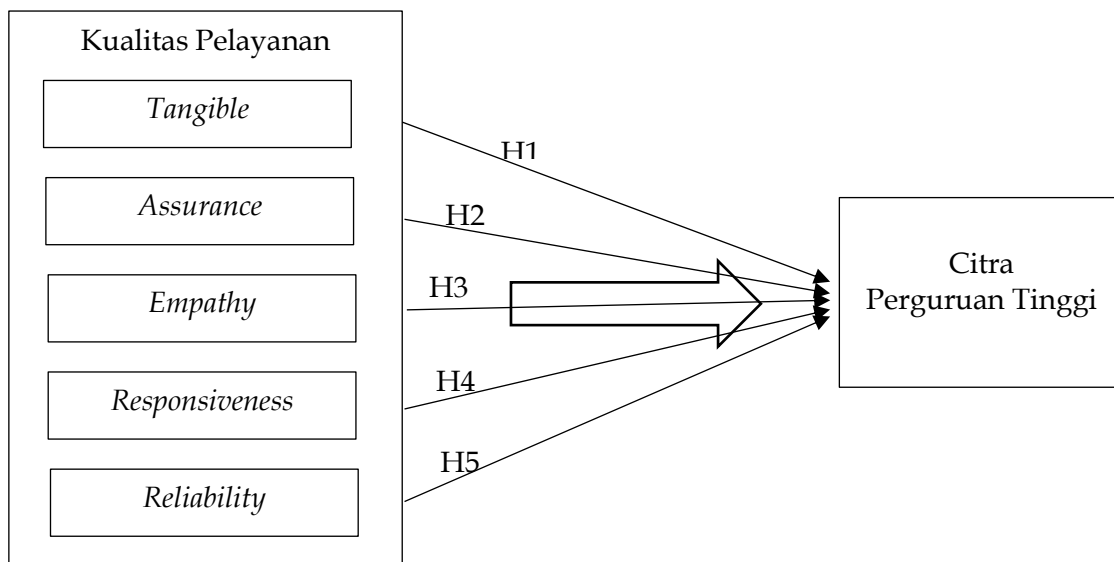 Kualitas Pelayanan
Tangible
Assurance
Empathy
Responsiveness
Reliability
H1
H2
H3
H4
H5
Citra
Perguruan Tinggi